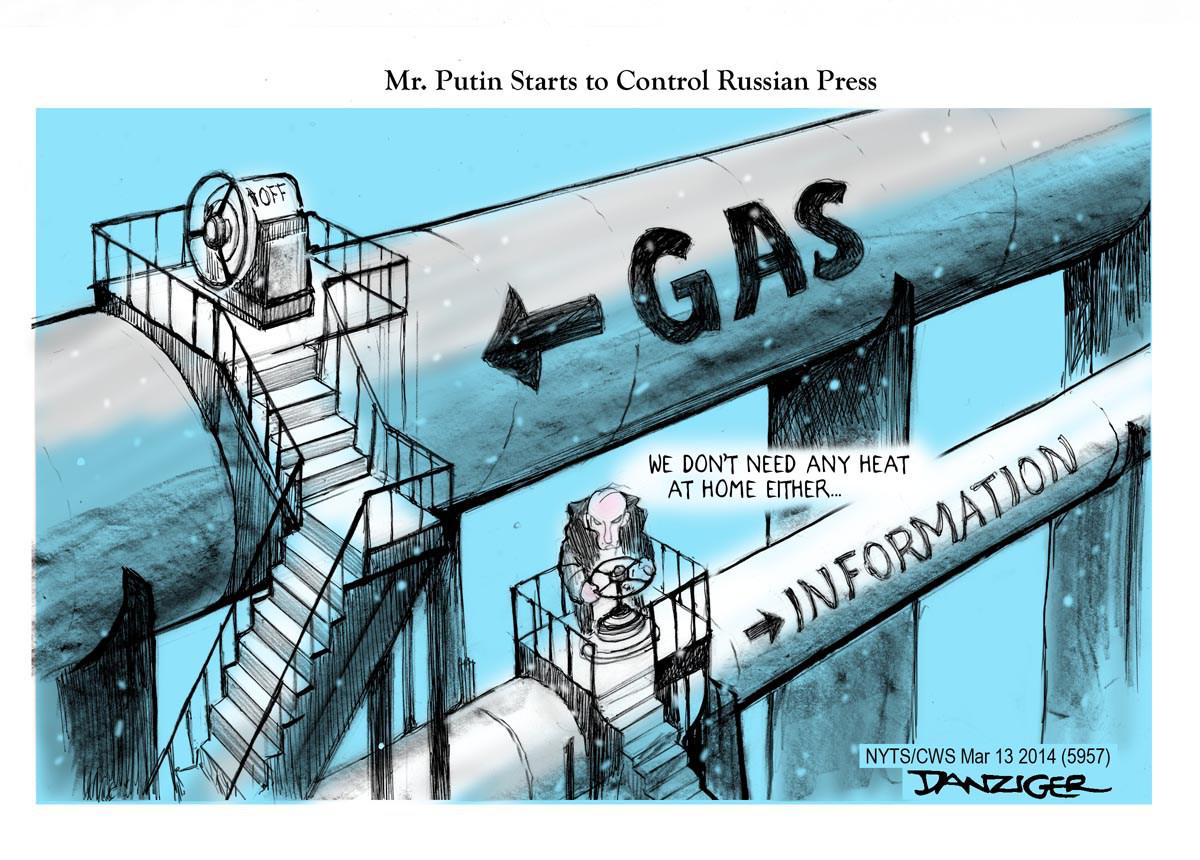 Mr. Putin Starts to Control Russian Press
OFF
GAS
WE DON'T NEED ANY HEAT
AT HOME EITHER...
INFORMATION
NYTS/CWS Mar 13 2014 (5957)
DANZIGER